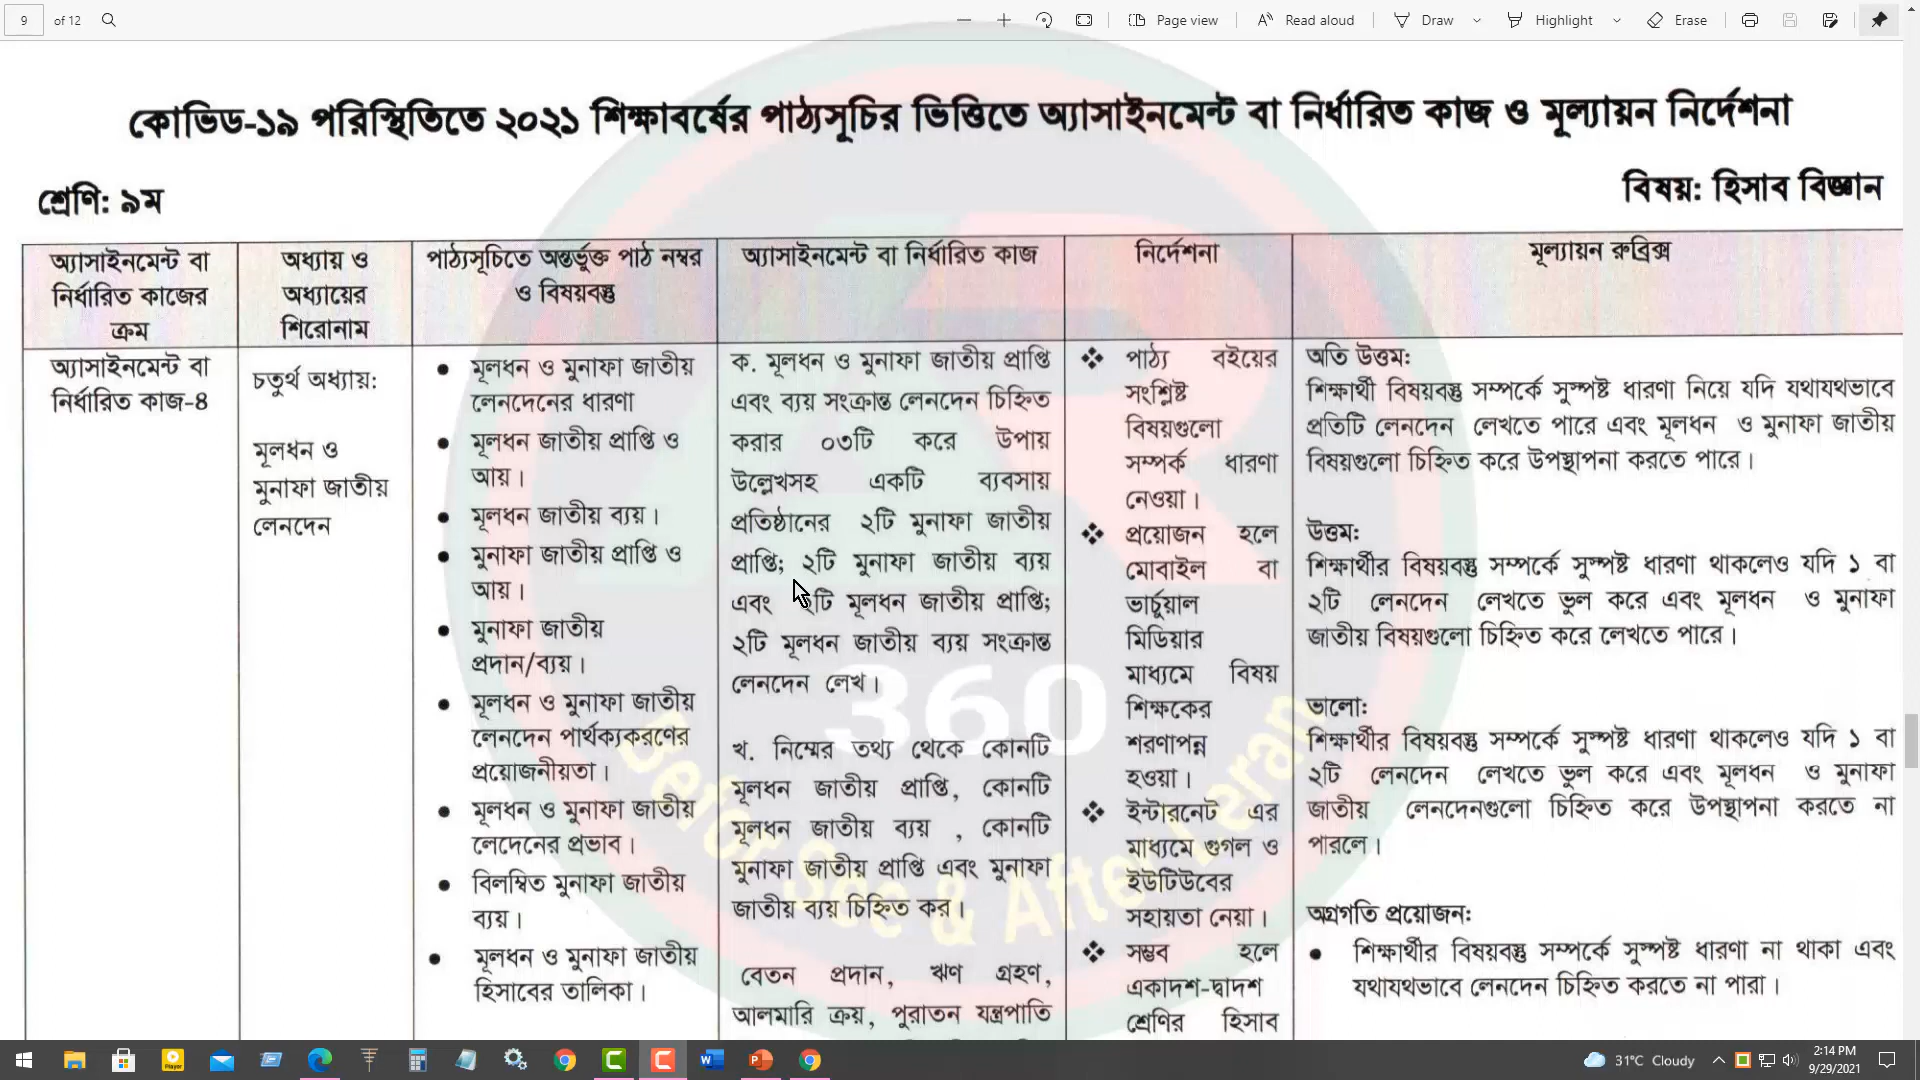 9 of 12 Page view Read aloud Draw Highlight Erase
কোভিড-১৯ পরিস্থিতিতে ২০২১ শিক্ষাবর্ষের পাঠ্যসূচির ভিত্তিতে অ্যাসাইনমেন্ট বা নির্ধারিত কাজ ও মূল্যায়ন নির্দেশনা
শ্রেণি: ৯ম
বিষয়: হিসাব বিজ্ঞান
অ্যাসাইনমেন্ট বা
নির্ধারিত কাজের
ক্রম
অধ্যায় ও
অধ্যায়ের
শিরোনাম
পাঠ্যসূচিতে অন্তর্ভুক্ত পাঠ নম্বর
ও বিষয়বস্তু
অ্যাসাইনমেন্ট বা নির্ধারিত কাজ
নির্দেশনা
মূল্যায়ন রুব্রিক্স
অ্যাসাইনমেন্ট বা
নির্ধারিত কাজ-৪
চতুর্থ অধ্যায়:
মূলধন ও
মুনাফা জাতীয়
লেনদেন
● মূলধন ও মুনাফা জাতীয়
লেনদেনের ধারণা
● মূলধন জাতীয় প্রাপ্তি ও
আয়।
● মূলধন জাতীয় ব্যয়।
● মুনাফা জাতীয় প্রাপ্তি ও
আয়।
● মুনাফা জাতীয়
প্রদান/ব্যয়।
● মূলধন ও মুনাফা জাতীয়
লেনদেন পার্থক্যকরণের
প্রয়োজনীয়তা।
● মূলধন ও মুনাফা জাতীয়
লেদেনের প্রভাব।
● বিলম্বিত মুনাফা জাতীয়
ব্যয়।
● মূলধন ও মুনাফা জাতীয়
হিসাবের তালিকা।
ক. মূলধন ও মুনাফা জাতীয় প্রাপ্তি
এবং ব্যয় সংক্রান্ত লেনদেন চিহ্নিত
করার ০৩টি করে উপায়
উল্লেখসহ একটি ব্যবসায়
প্রতিষ্ঠানের ২টি মুনাফা জাতীয়
প্রাপ্তি; ২টি মুনাফা জাতীয় ব্যয়
এবং ২টি মূলধন জাতীয় প্রাপ্তি;
২টি মূলধন জাতীয় ব্যয় সংক্রান্ত
লেনদেন লেখ।
খ. নিম্মের তথ্য থেকে কোনটি
মূলধন জাতীয় প্রাপ্তি, কোনটি
মূলধন জাতীয় ব্যয় , কোনটি
মুনাফা জাতীয় প্রাপ্তি এবং মুনাফা
জাতীয় ব্যয় চিহ্নিত কর।
বেতন প্রদান, ঋণ গ্রহণ,
আলমারি ক্রয়, পুরাতন যন্ত্রপাতি
❖ পাঠ্য বইয়ের
সংশ্লিষ্ট
বিষয়গুলো
সম্পর্ক ধারণা
নেওয়া।
❖ প্রয়োজন হলে
মোবাইল বা
ভার্চুয়াল
মিডিয়ার
মাধ্যমে বিষয়
শিক্ষকের
শরণাপন্ন
হওয়া।
❖ ইন্টারনেট এর
মাধ্যমে গুগল ও
ইউটিউবের
সহায়তা নেয়া।
❖ সম্ভব হলে
একাদশ-দ্বাদশ
শ্রেণির হিসাব
অতি উত্তম:
শিক্ষার্থী বিষয়বস্তু সম্পর্কে সুস্পষ্ট ধারণা নিয়ে যদি যথাযথভাবে
প্রতিটি লেনদেন লেখতে পারে এবং মূলধন ও মুনাফা জাতীয়
বিষয়গুলো চিহ্নিত করে উপস্থাপনা করতে পারে।
উত্তম:
শিক্ষার্থীর বিষয়বস্তু সম্পর্কে সুস্পষ্ট ধারণা থাকলেও যদি ১ বা
২টি লেনদেন লেখতে ভুল করে এবং মূলধন ও মুনাফা
জাতীয় বিষয়গুলো চিহ্নিত করে লেখতে পারে।
ভালো:
শিক্ষার্থীর বিষয়বস্তু সম্পর্কে সুস্পষ্ট ধারণা থাকলেও যদি ১ বা
২টি লেনদেন লেখতে ভুল করে এবং মূলধন ও মুনাফা
জাতীয় লেনদেনগুলো চিহ্নিত করে উপস্থাপনা করতে না
পারলে।
অগ্রগতি প্রয়োজন:
● শিক্ষার্থীর বিষয়বস্তু সম্পর্কে সুস্পষ্ট ধারণা না থাকা এবং
যথাযথভাবে লেনদেন চিহ্নিত করতে না পারা।
360
Befor See & After Leran
31°C Cloudy
2:14 PM
9/29/2021